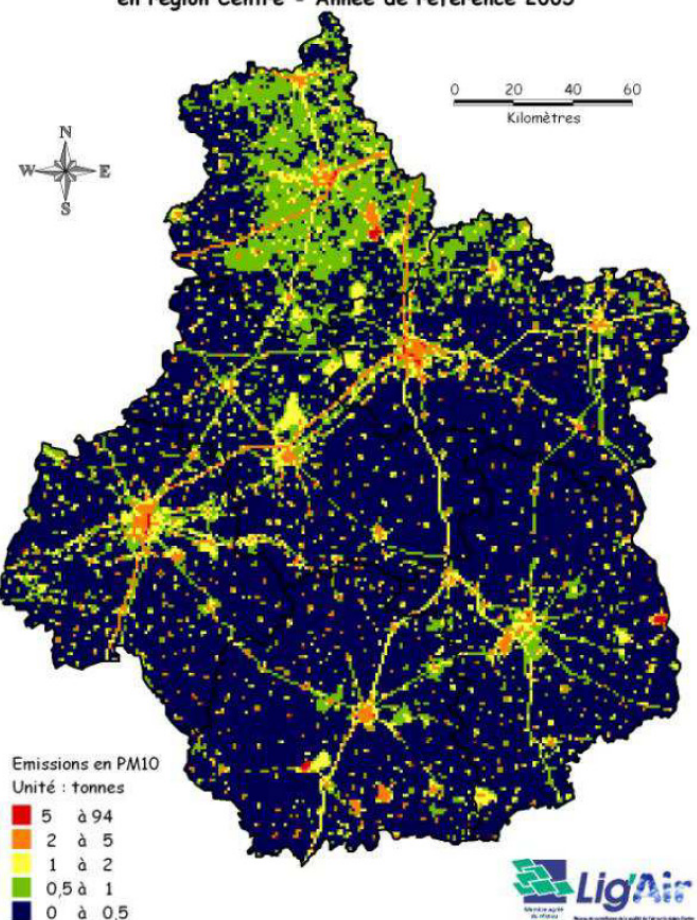 en région Centre - Année de référence 2005
0 20 40 60
Kilomètres
N
W E
S
Emissions en PM10
Unité : tonnes
5 à 94
2 à 5
1 à 2
0,5 à 1
0 à 0.5
Lig'Air